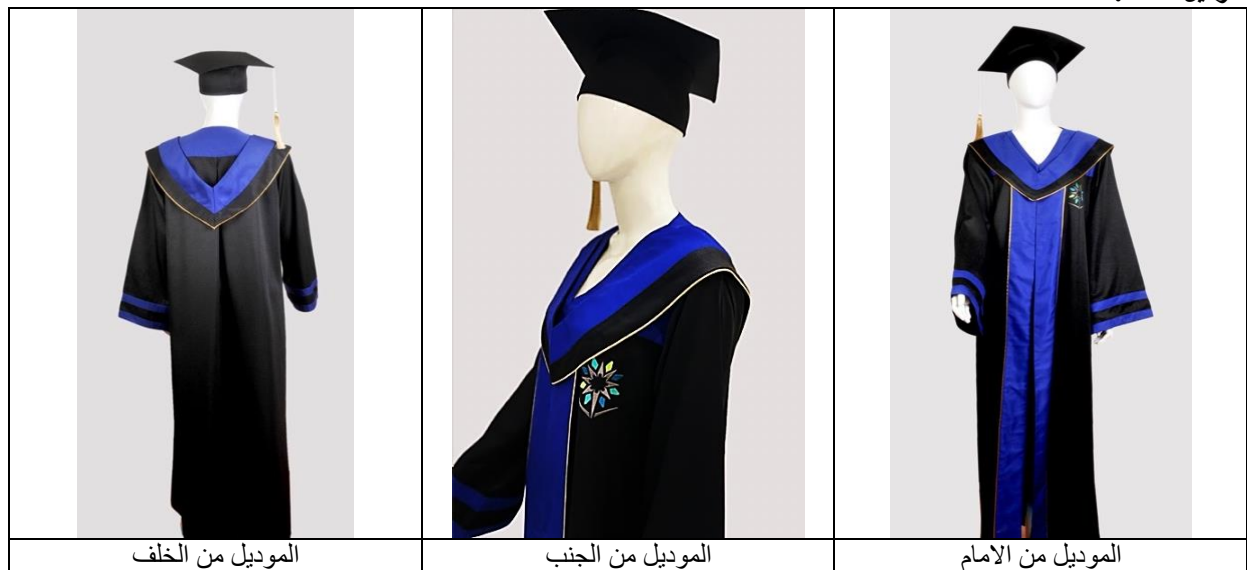 الموديل من الامام
الموديل من الجنب
الموديل من الخلف